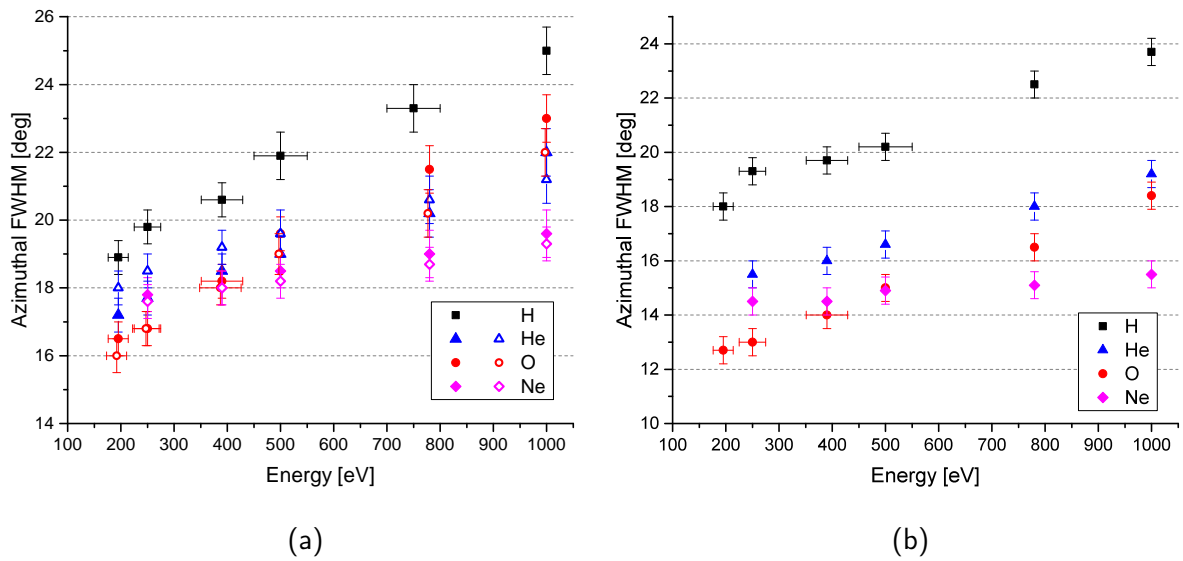 26
24
22
20
18
16
14
Azimuthal FWHM [deg]
H
He
O
Ne
100 200 300 400 500 600 700 800 900 1000
Energy [eV]
(a)
24
22
20
18
16
14
12
10
Azimuthal FWHM [deg]
H
He
O
Ne
100 200 300 400 500 600 700 800 900 1000
Energy [eV]
(b)